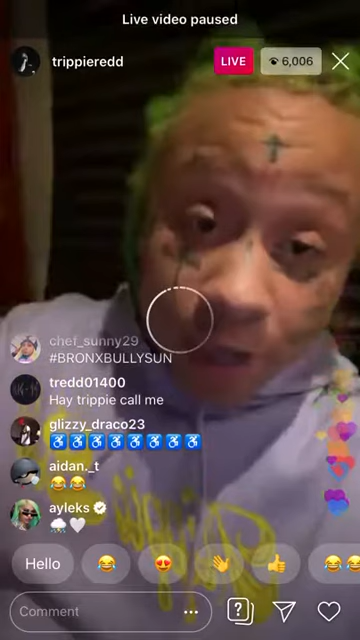 Live video paused
trippieredd
LIVE
6,006
chef_sunny29
#BRONXBULLYSUN
tredd01400
Hay trippie call me
glizzy_draco23
♿♿♿♿♿♿♿♿
aidan._t
😂😂
ayleks
🌧🤍
Hello
Comment